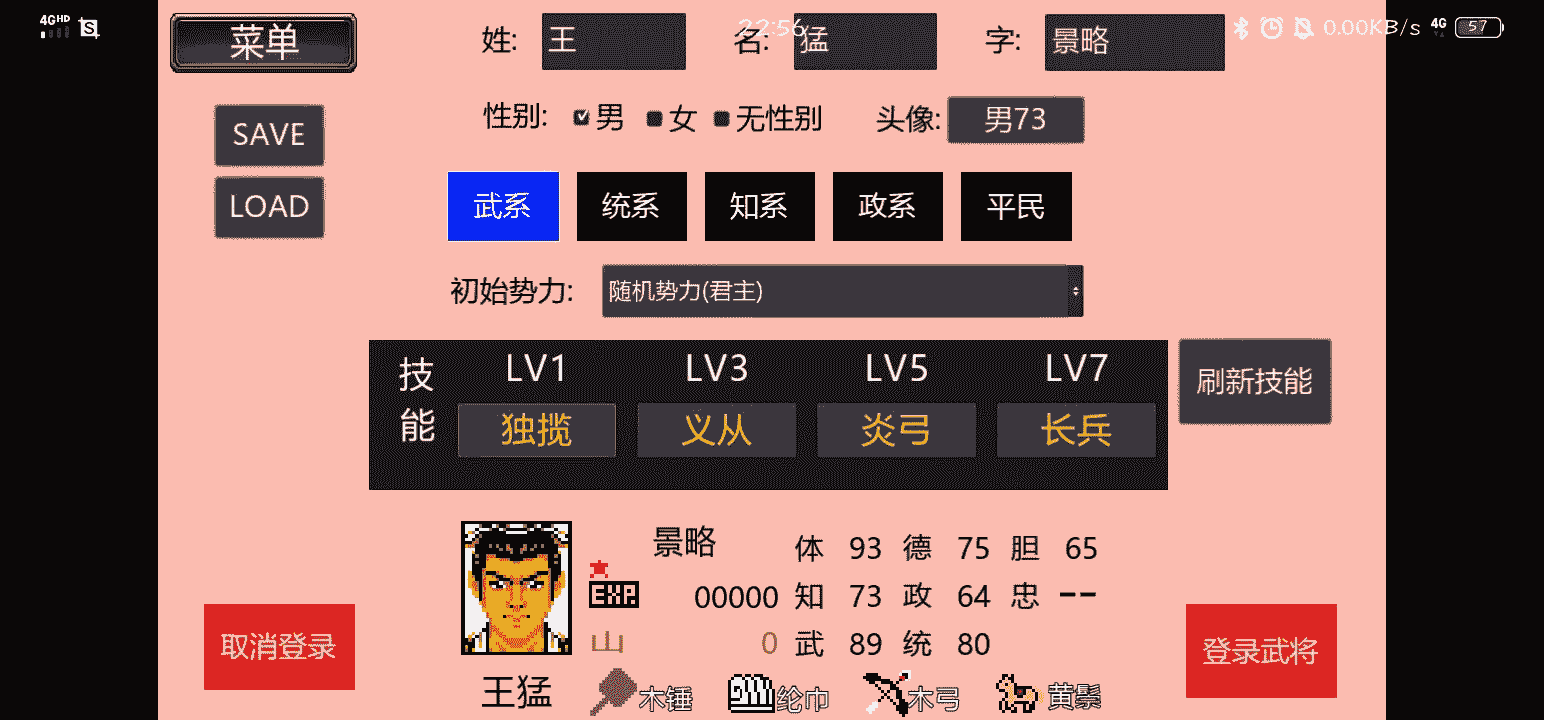 4GHD
22:56
0.00KB/s 4G 57
菜单 姓: 王 名: 猛 字: 景略
性别: 男 女 无性别 头像: 男73
SAVE
LOAD
武系 统系 知系 政系 平民
初始势力: 随机势力(君主)
技能 LV1 LV3 LV5 LV7
独揽 义从 炎弓 长兵
刷新技能
景略 体 93 德 75 胆 65
EXP 00000 知 73 政 64 忠 --
山 0 武 89 统 80
王猛 木锤 纶巾 木弓 黄鬃
取消登录
登录武将